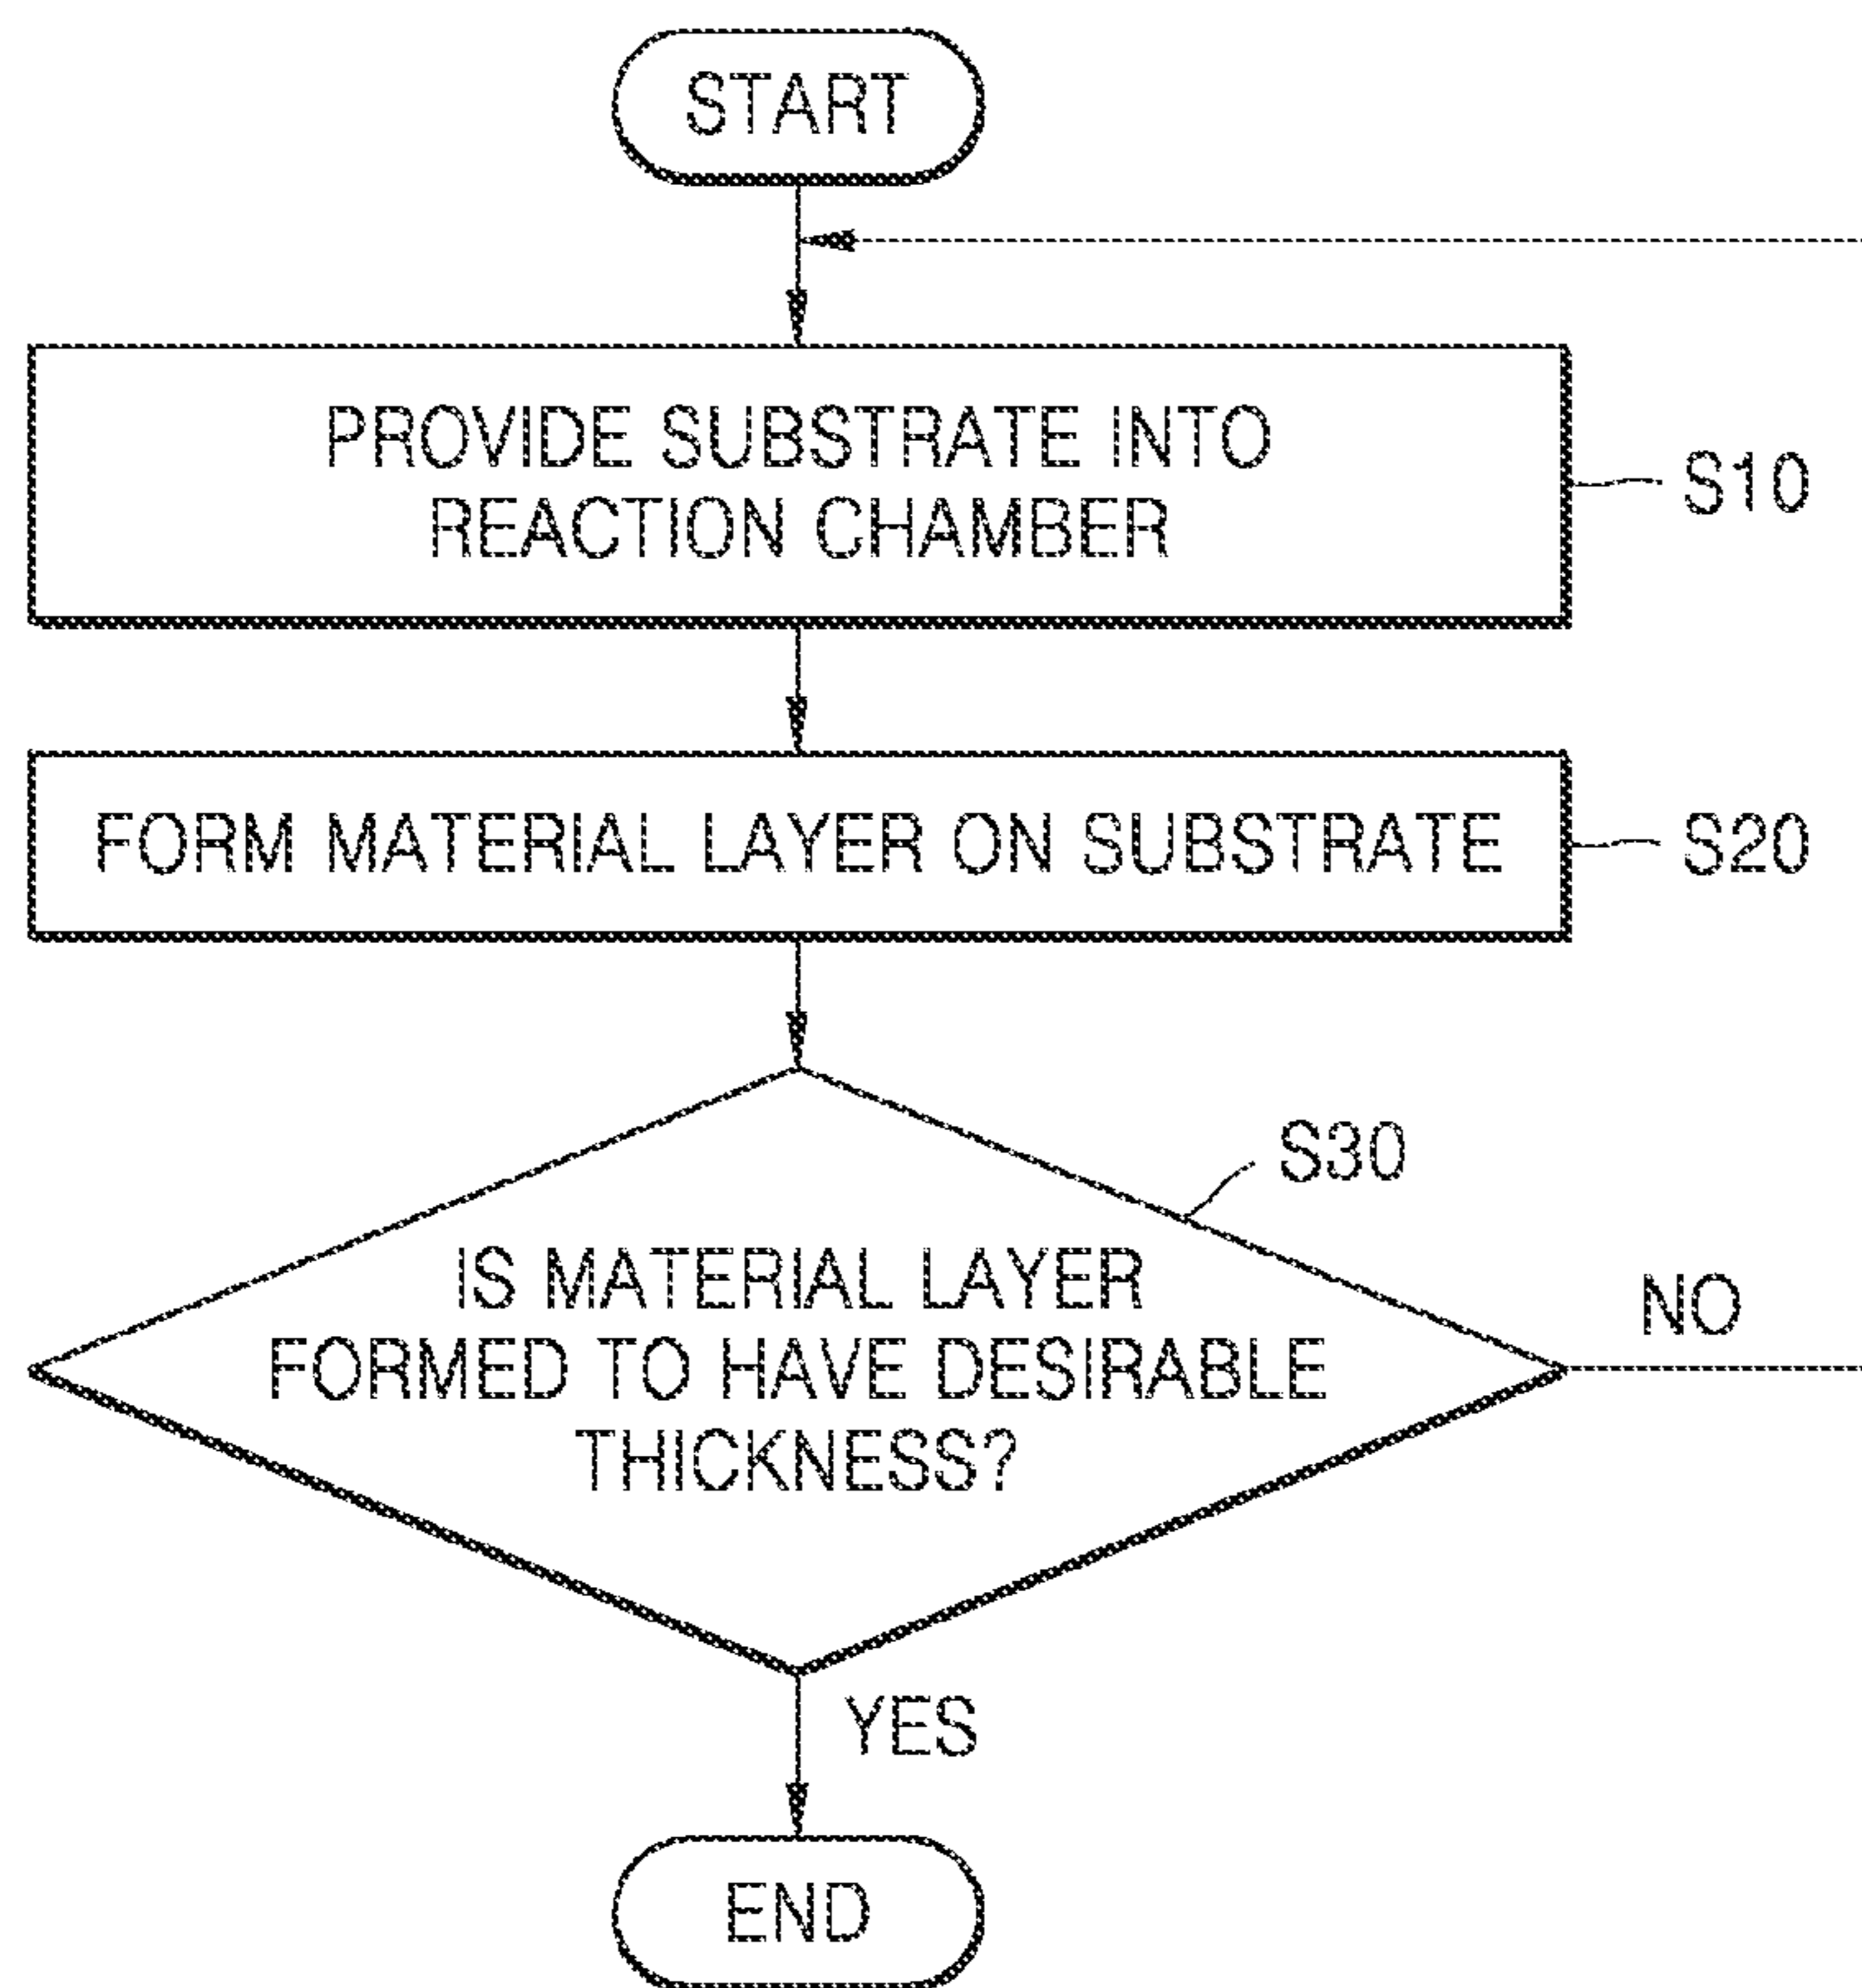 START
PROVIDE SUBSTRATE INTO
REACTION CHAMBER
S10
FORM MATERIAL LAYER ON SUBSTRATE
S20
S30
IS MATERIAL LAYER
FORMED TO HAVE DESIRABLE
THICKNESS?
NO
YES
END